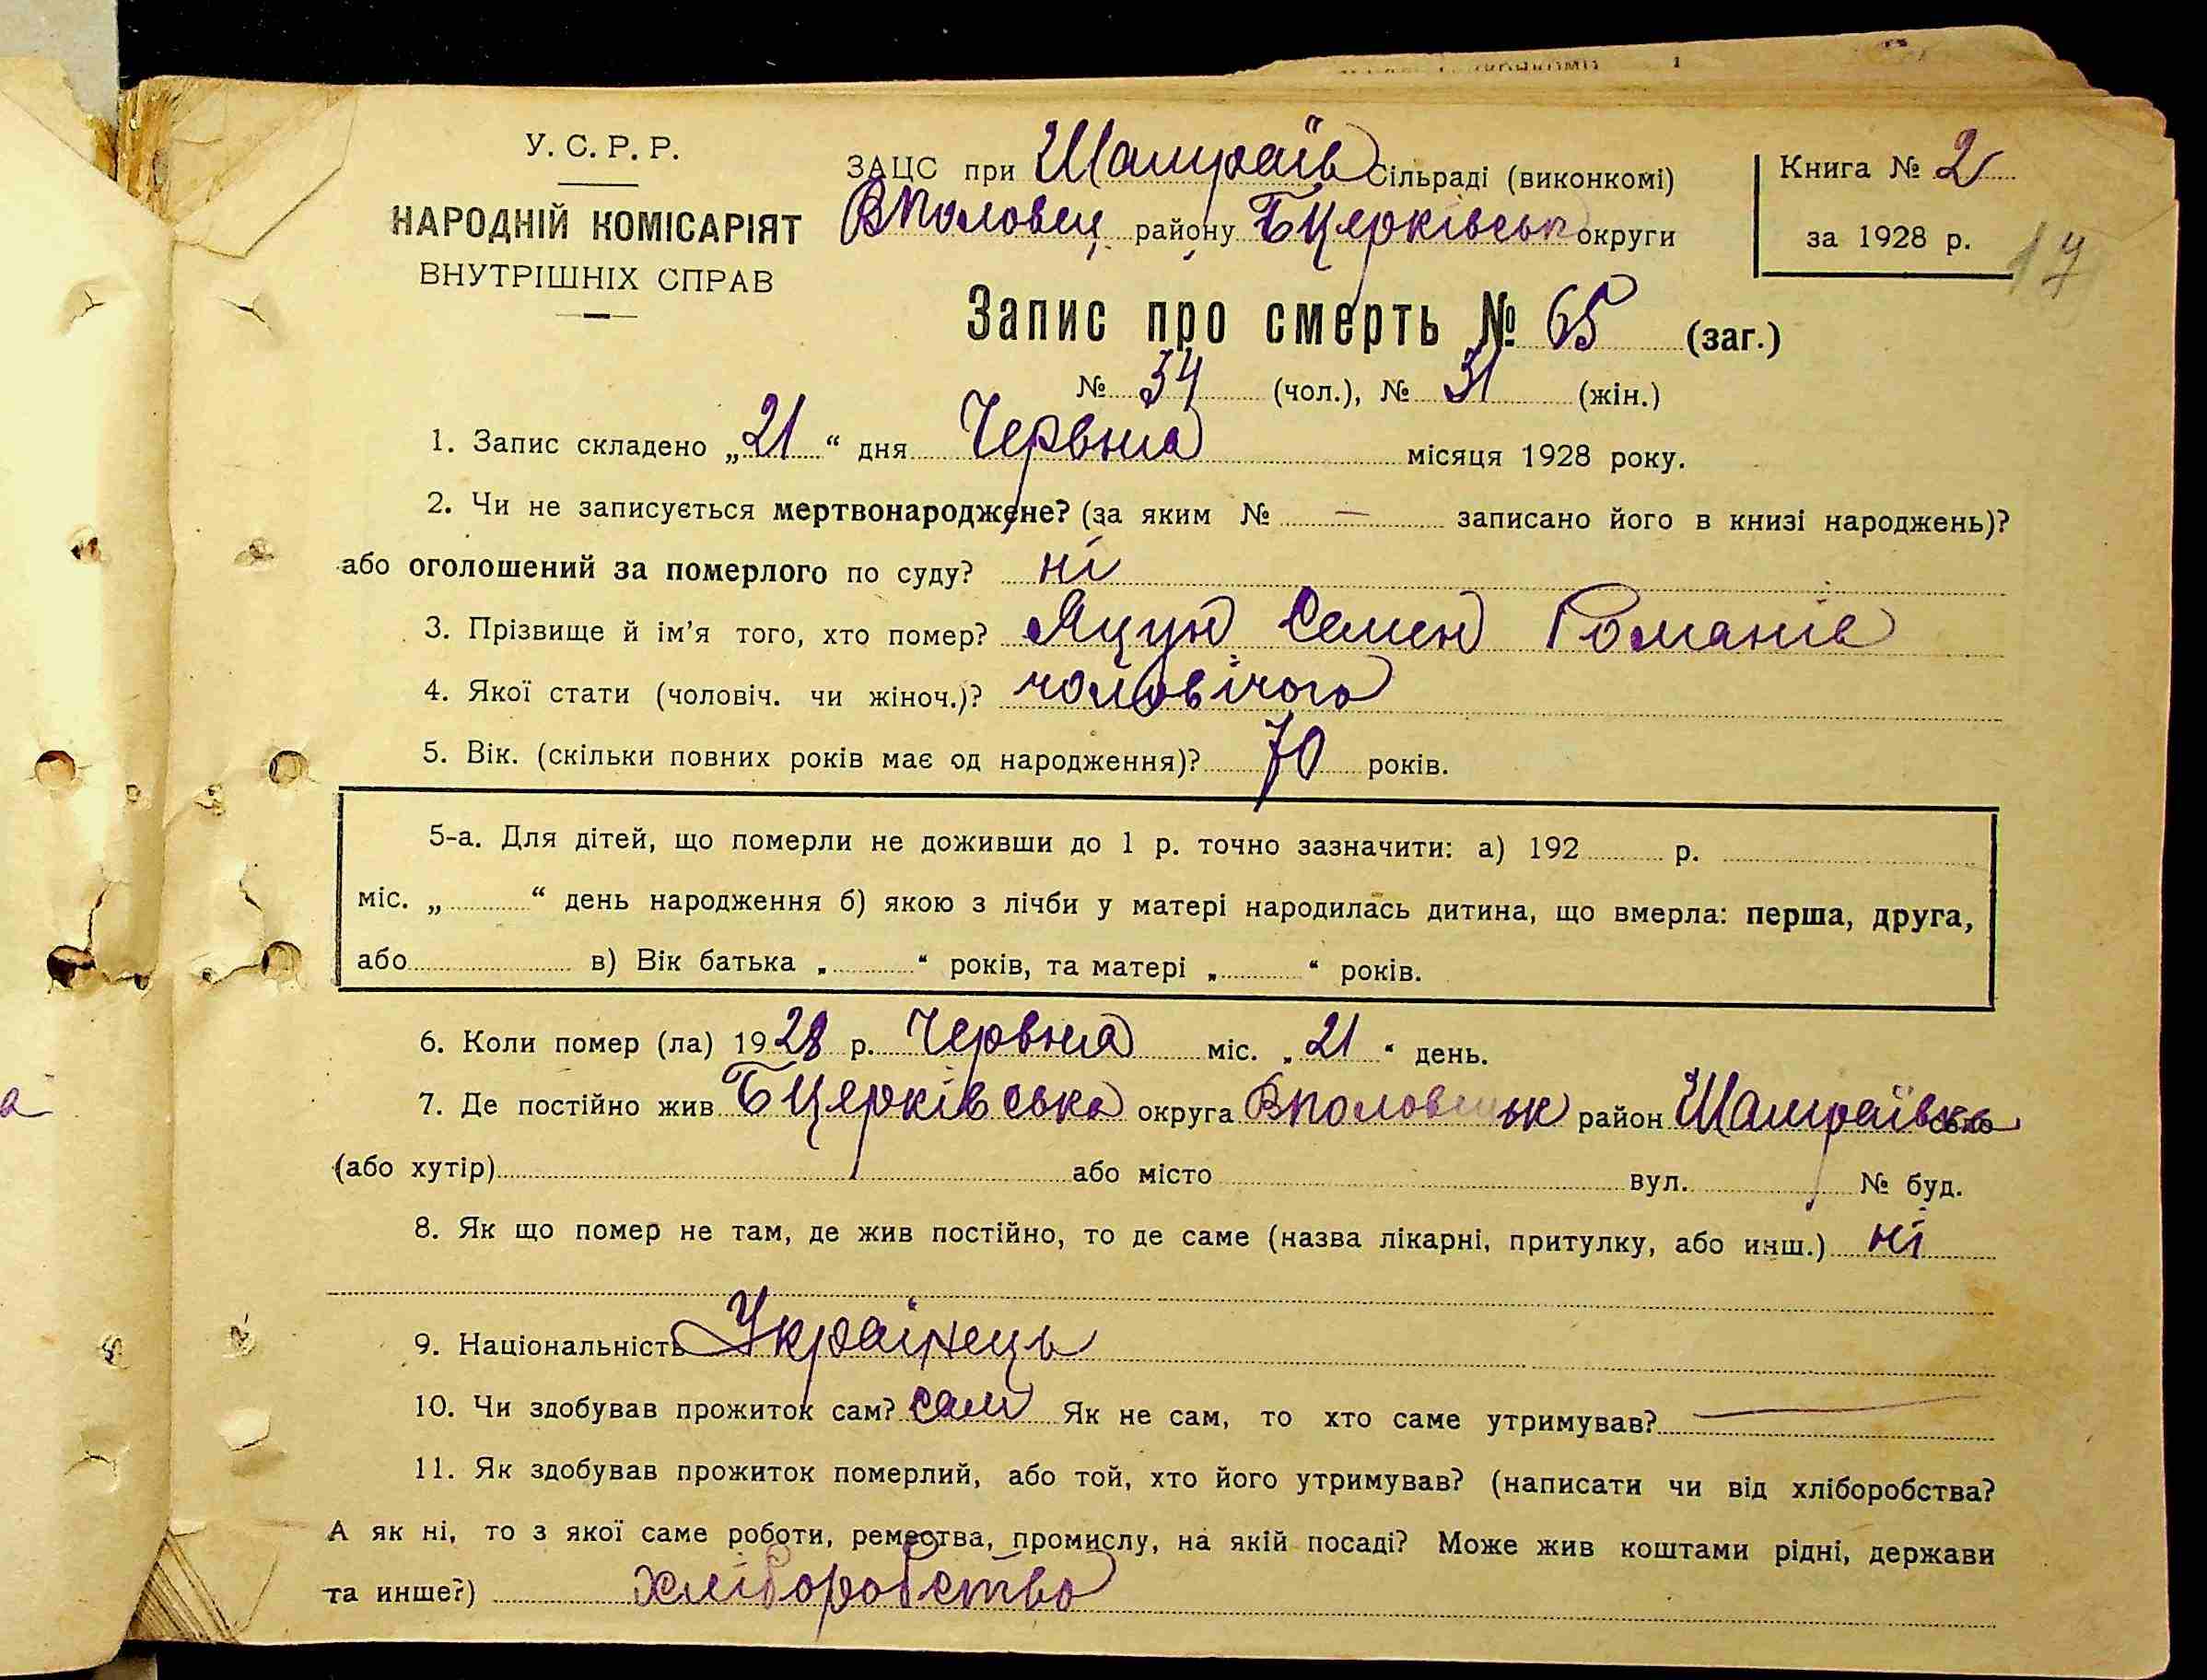 У. С. Р. Р.
НАРОДНІЙ КОМІСАРІЯТ
ВНУТРІШНІХ СПРАВ
ЗАЦС при Шамраїв Сільраді (виконкомі)
ВПоловец. району БЦерківськ округи
Книга № 2
за 1928 р.
17
Запис про смерть № 65 (заг.)
№ 34 (чол.), № 31 (жін.)
1. Запис складено „21“ дня Червня місяця 1928 року.
2. Чи не записується мертвонароджене? (за яким № — записано його в книзі народжень)?
або оголошений за померлого по суду? ні
3. Прізвище й ім'я того, хто помер? Яцун Семен Романів
4. Якої стати (чоловіч. чи жіноч.)? чоловічого
5. Вік. (скільки повних років має од народження)? 70 років.
5-а. Для дітей, що померли не доживши до 1 р. точно зазначити: а) 192 р.
міс. „ “ день народження б) якою з лічби у матері народилась дитина, що вмерла: перша, друга,
або в) Вік батька „ “ років, та матері „ “ років.
6. Коли помер (ла) 1928 р. Червня міс. „21“ день.
7. Де постійно жив БЦерківська округа ВПоловецьк район Шамраївка село
(або хутір) або місто вул. № буд.
8. Як що помер не там, де жив постійно, то де саме (назва лікарні, притулку, або инш.) ні
9. Національність Українець
10. Чи здобував прожиток сам? сам Як не сам, то хто саме утримував? —
11. Як здобував прожиток померлий, або той, хто його утримував? (написати чи від хліборобства?
А як ні, то з якої саме роботи, ремества, промислу, на якій посаді? Може жив коштами рідні, держави
та инше?) хліборобство